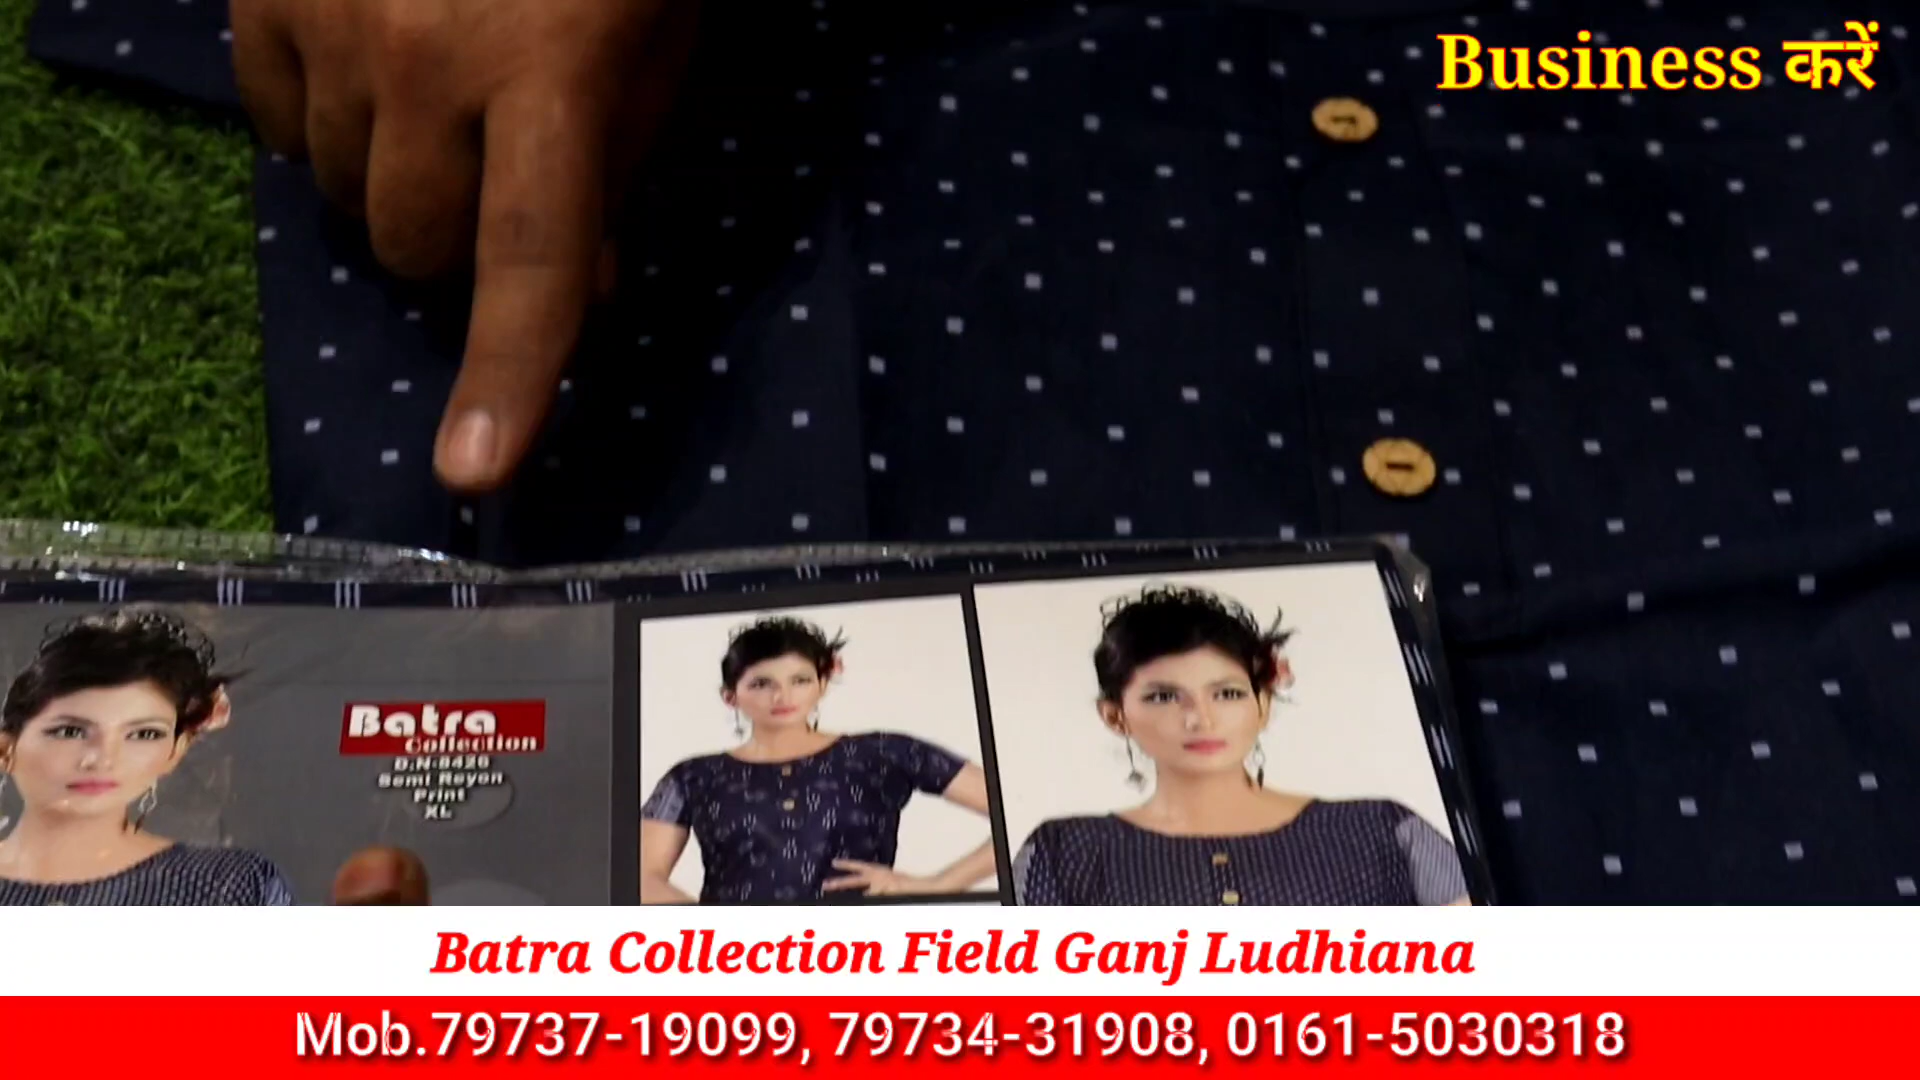 Business करें
Batra
Collection
D.N-8426
Semi Reyon
Print
XL
Batra Collection Field Ganj Ludhiana
Mob.79737-19099, 79734-31908, 0161-5030318